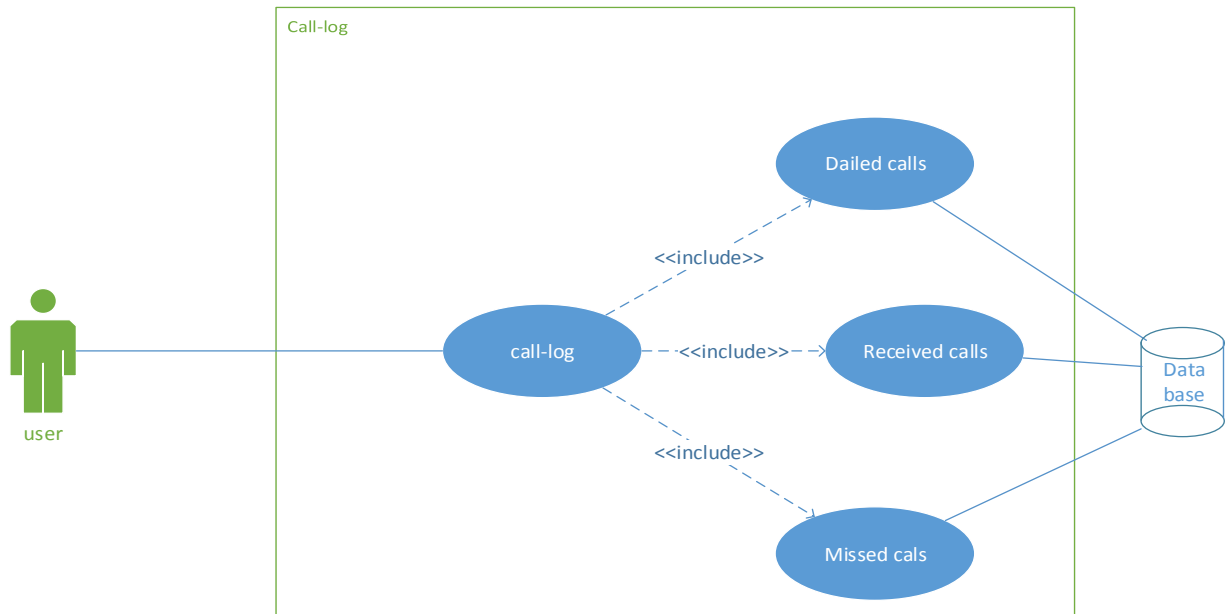 Call-log
Dailed calls
<<include>>
call-log
<<include>>
Received calls
Data
base
user
<<include>>
Missed cals